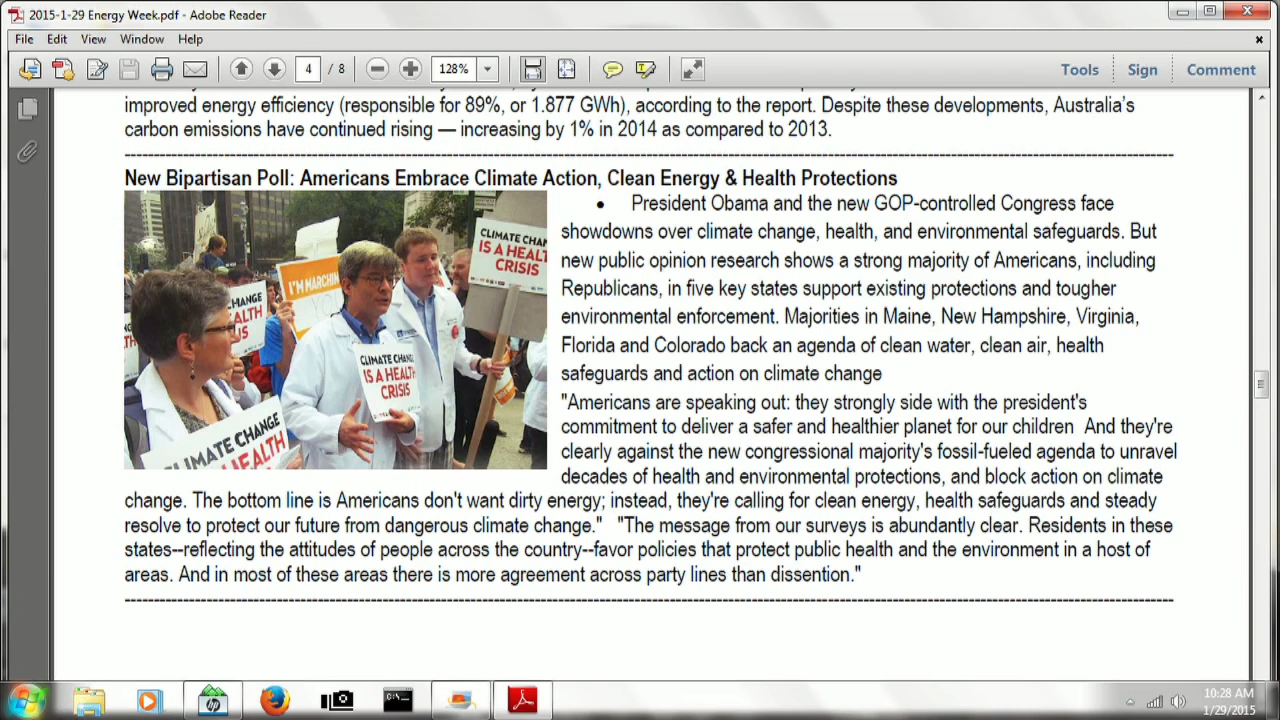 2015-1-29 Energy Week.pdf - Adobe Reader
File Edit View Window Help
4 / 8 128% Tools Sign Comment
improved energy efficiency (responsible for 89%, or 1.877 GWh), according to the report. Despite these developments, Australia's
carbon emissions have continued rising — increasing by 1% in 2014 as compared to 2013.
New Bipartisan Poll: Americans Embrace Climate Action, Clean Energy & Health Protections
• President Obama and the new GOP-controlled Congress face
showdowns over climate change, health, and environmental safeguards. But
new public opinion research shows a strong majority of Americans, including
Republicans, in five key states support existing protections and tougher
environmental enforcement. Majorities in Maine, New Hampshire, Virginia,
Florida and Colorado back an agenda of clean water, clean air, health
safeguards and action on climate change
"Americans are speaking out: they strongly side with the president's
commitment to deliver a safer and healthier planet for our children And they're
clearly against the new congressional majority's fossil-fueled agenda to unravel
decades of health and environmental protections, and block action on climate
change. The bottom line is Americans don't want dirty energy; instead, they're calling for clean energy, health safeguards and steady
resolve to protect our future from dangerous climate change." "The message from our surveys is abundantly clear. Residents in these
states--reflecting the attitudes of people across the country--favor policies that protect public health and the environment in a host of
areas. And in most of these areas there is more agreement across party lines than dissention."
CLIMATE CHAN
IS A HEALT
CRISIS
I'M MARCHIN
CHANGE
HEALTH
CLIMATE CHANGE
IS A HEALT
CRISIS
CLIMATE CHANGE
HEALTH
hp
C:\
10:28 AM
1/29/2015